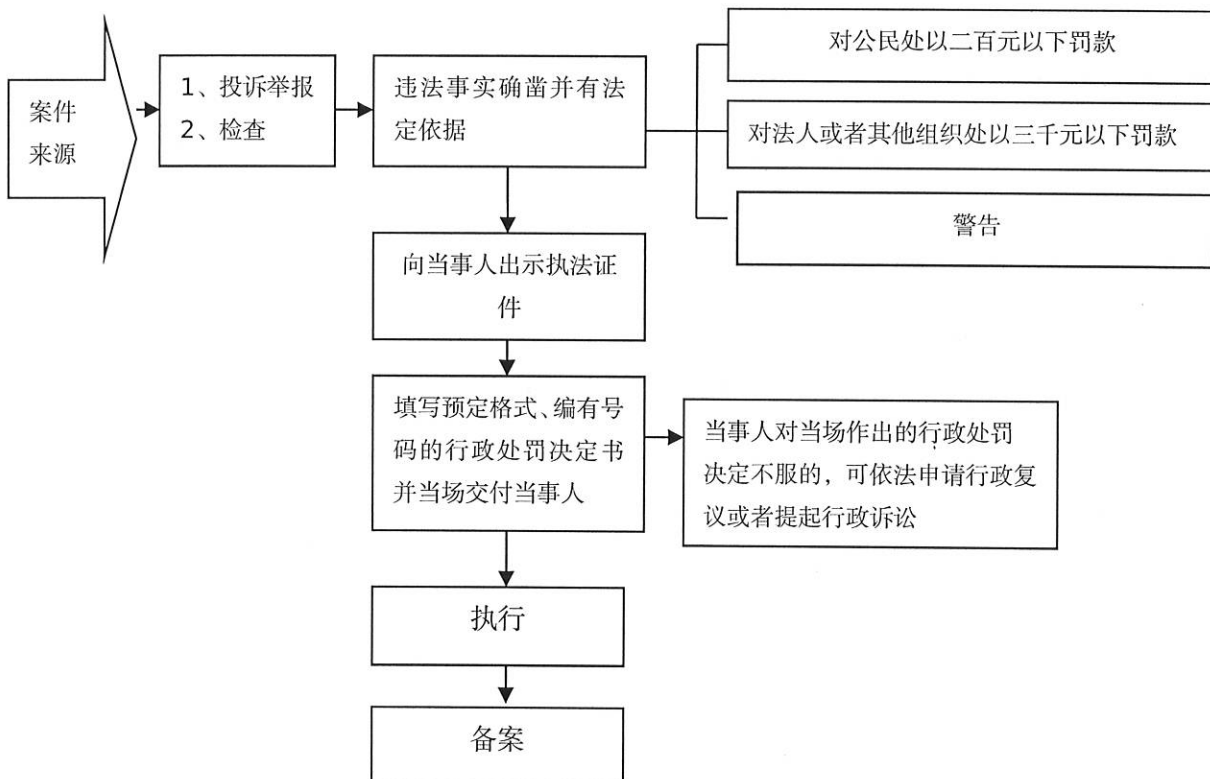 案件
来源
1、投诉举报
2、检查
违法事实确凿并有法
定依据
对公民处以二百元以下罚款
对法人或者其他组织处以三千元以下罚款
警告
向当事人出示执法证
件
填写预定格式、编有号
码的行政处罚决定书
并当场交付当事人
当事人对当场作出的行政处罚
决定不服的，可依法申请行政复
议或者提起行政诉讼
执行
备案